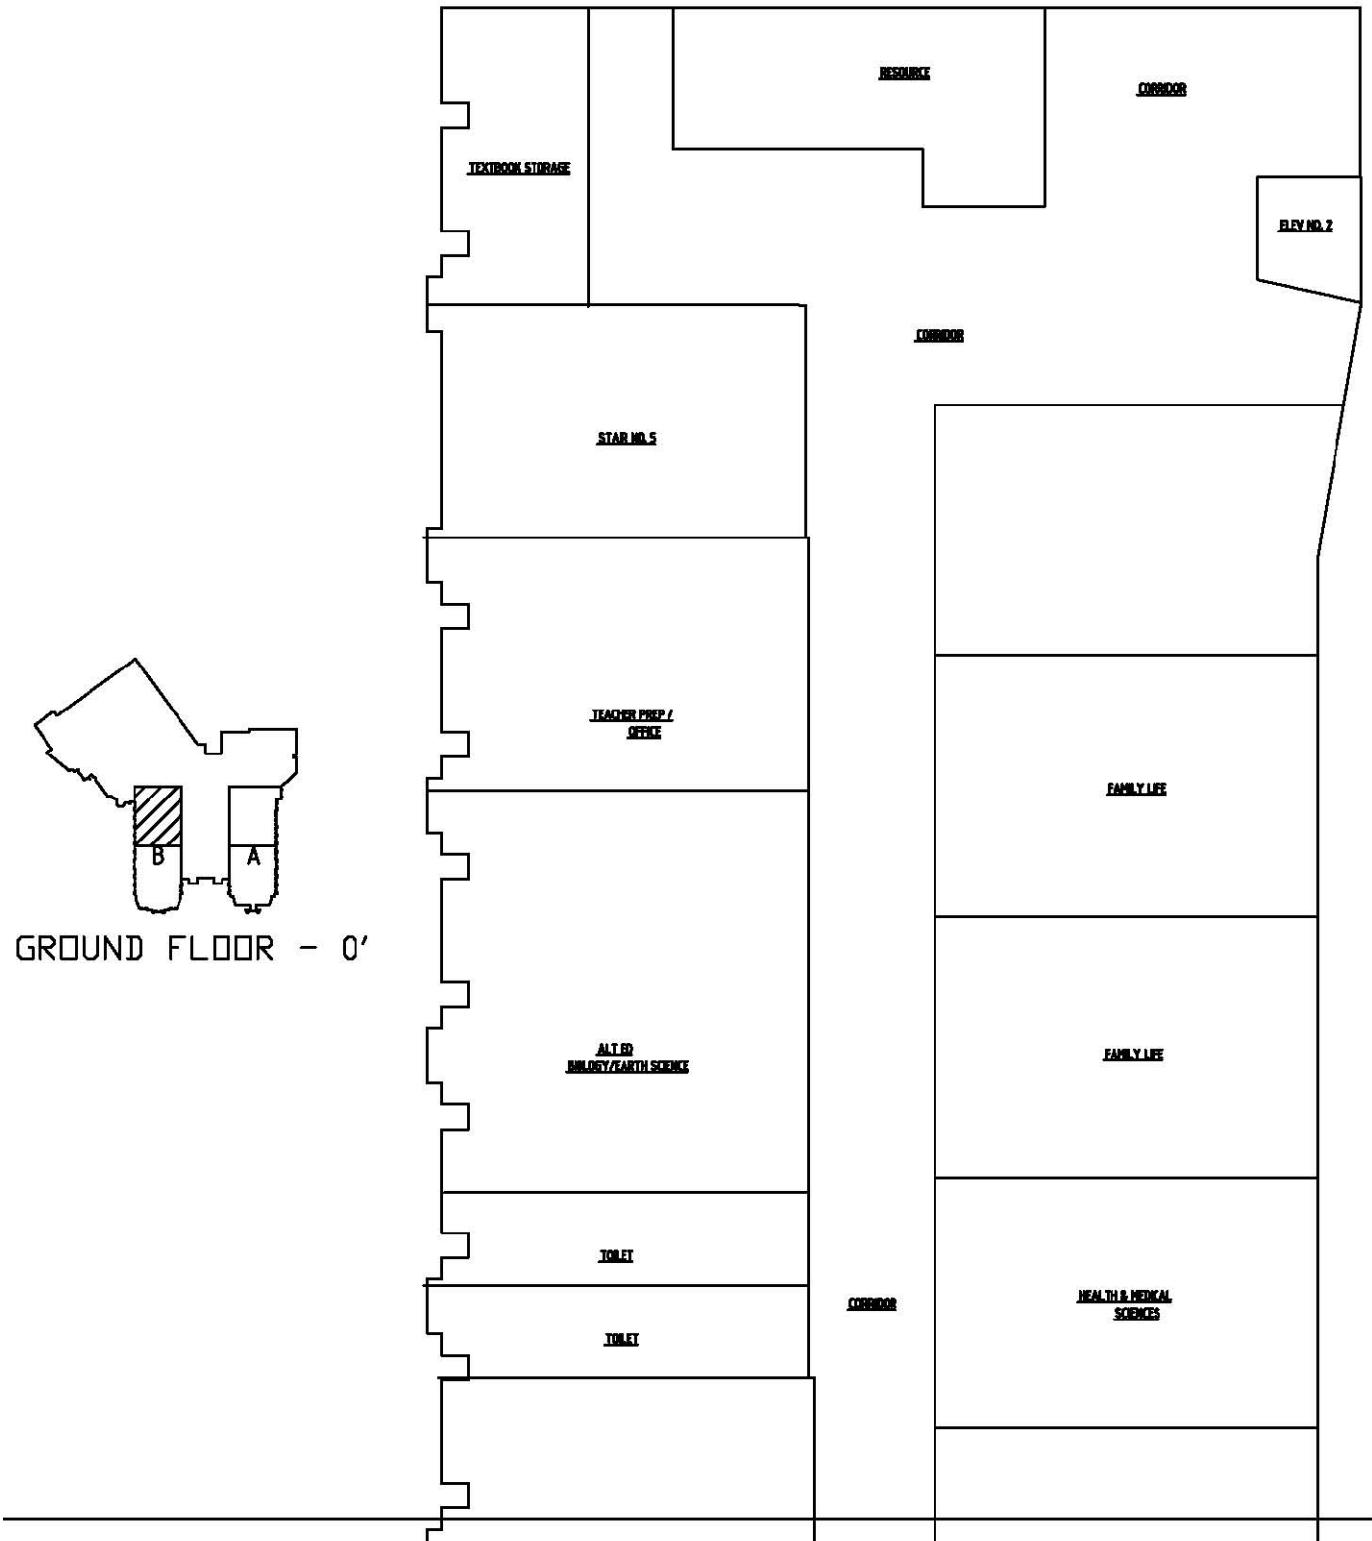 RESOURCE
CORRIDOR
TEXTBOOK STORAGE
ELEV NO. 2
CORRIDOR
STAIR NO. 5
TEACHER PREP /
OFFICE
FAMILY LIFE
B
A
GROUND FLOOR - 0'
ALT ED
BIOLOGY/EARTH SCIENCE
FAMILY LIFE
TOILET
CORRIDOR
HEALTH & MEDICAL
SCIENCES
TOILET